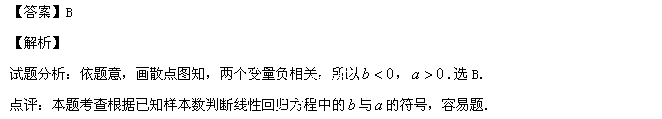 【答案】B
【解析】
试题分析：依题意，画散点图知，两个变量负相关，所以b＜0，a＞0.选B.
点评：本题考查根据已知样本数判断线性回归方程中的b与a的符号，容易题.